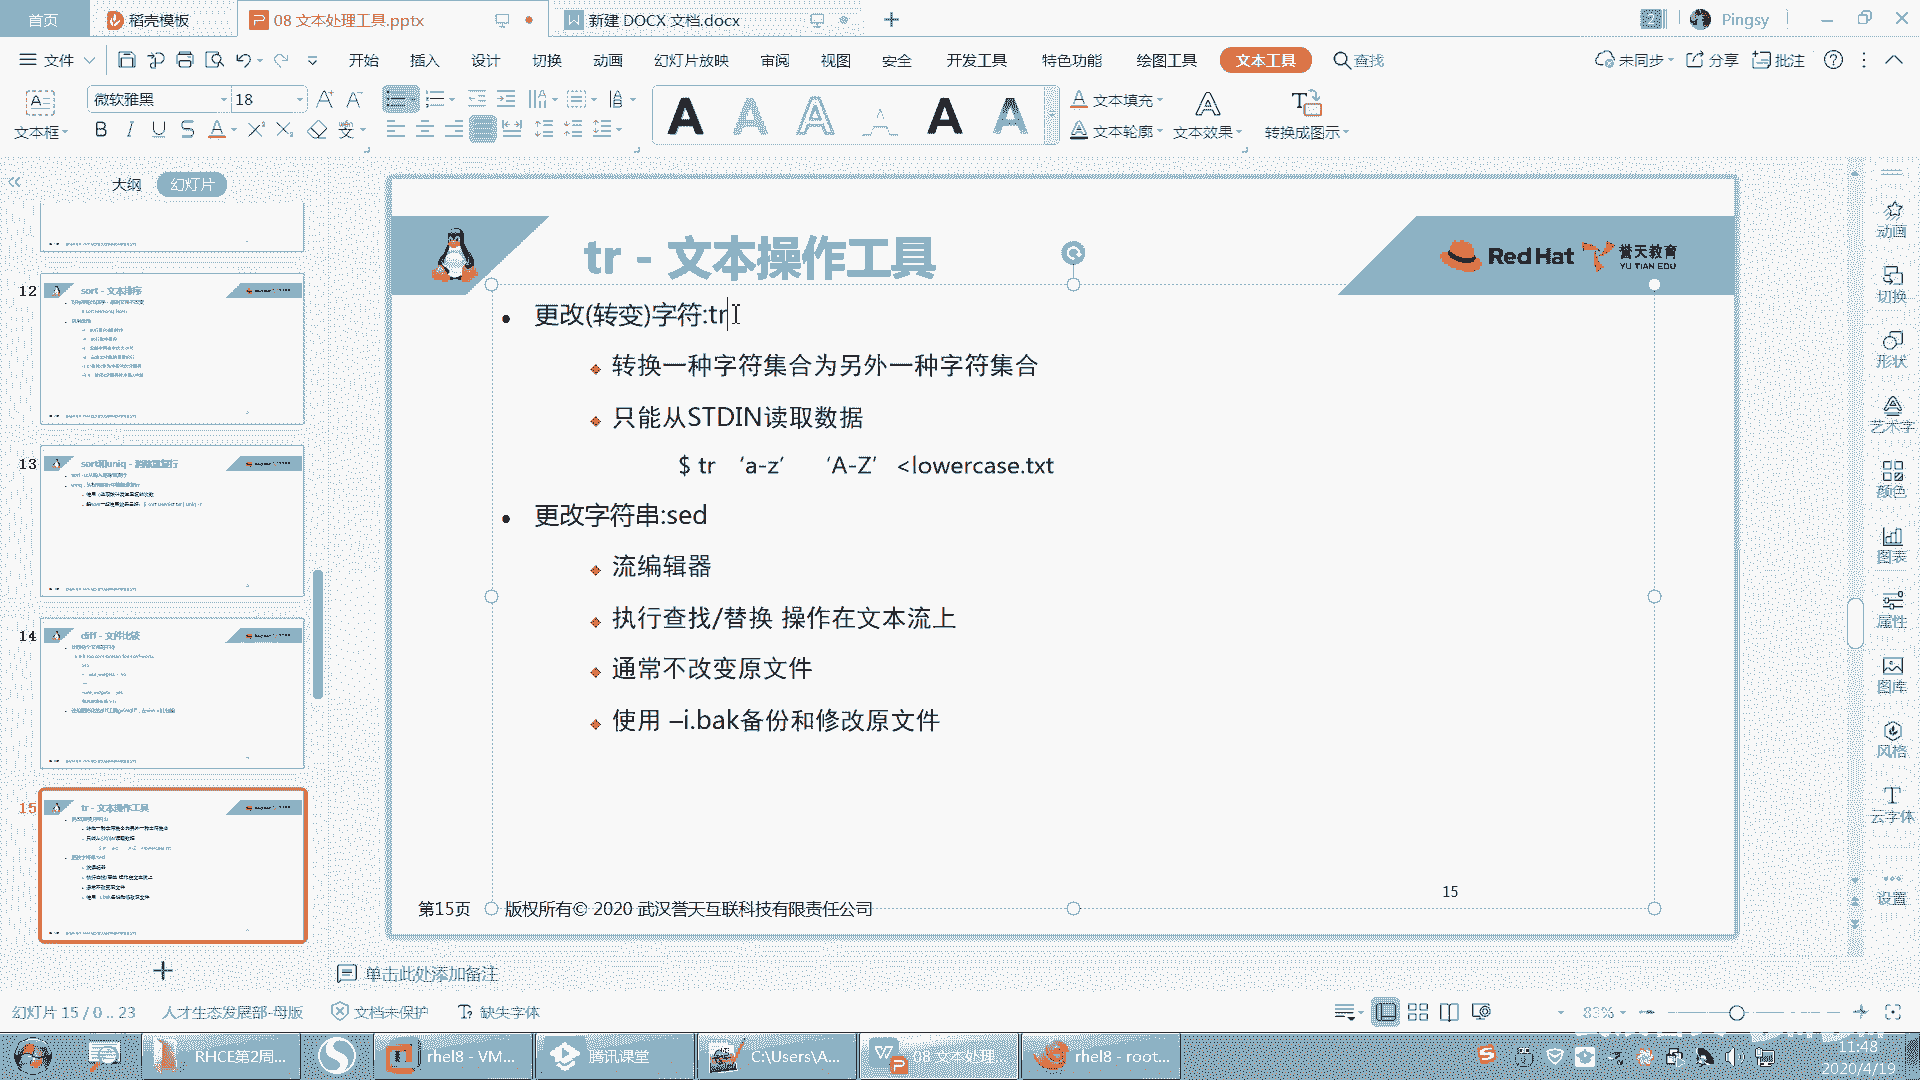 首页
稻壳模板
08 文本处理工具.pptx
新建 DOCX 文档.docx
Pingsy
文件
开始
插入
设计
切换
动画
幻灯片放映
审阅
视图
安全
开发工具
特色功能
绘图工具
文本工具
查找
未同步
分享
批注
文本框
微软雅黑
18
文本填充
文本轮廓
文本效果
转换成图示
大纲
幻灯片
12
sort - 文本排序
13
sort和uniq - 消除重复行
14
diff - 文件比较
15
tr - 文本操作工具
tr - 文本操作工具
Red Hat
誉天教育
YU TIAN EDU
更改(转变)字符:tr
转换一种字符集合为另外一种字符集合
只能从STDIN读取数据
$ tr ‘a-z’ ‘A-Z’ <lowercase.txt
更改字符串:sed
流编辑器
执行查找/替换 操作在文本流上
通常不改变原文件
使用 –i.bak备份和修改原文件
15
第15页
版权所有© 2020 武汉誉天互联科技有限责任公司
动画
切换
形状
艺术字
颜色
图表
属性
图库
风格
云字体
设置
单击此处添加备注
幻灯片 15 / 0 .. 23
人才生态发展部-母版
文档未保护
缺失字体
83%
RHCE第2周...
rhel8 - VM...
腾讯课堂
C:\Users\A...
08 文本处理...
rhel8 - root...
11:48
2020/4/19